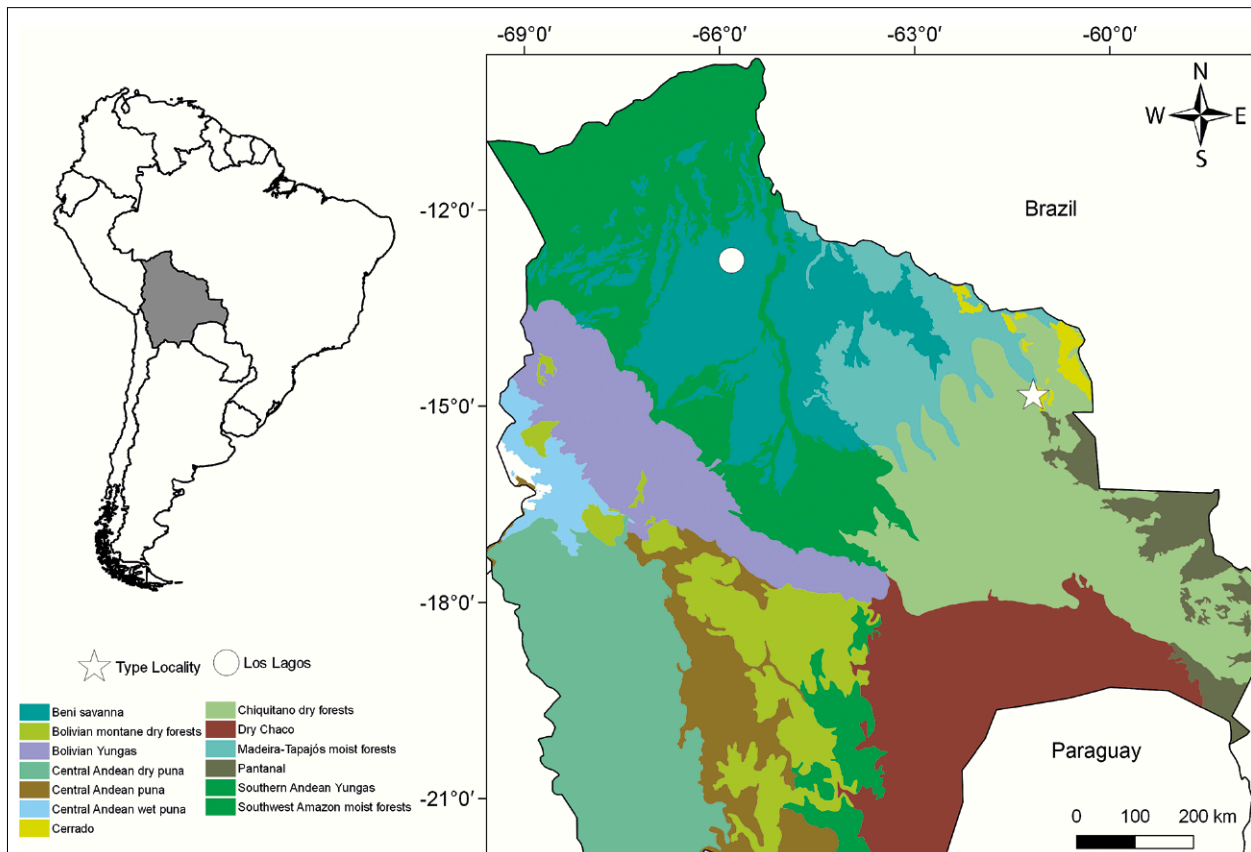 -69°0′ -66°0′ -63°0′ -60°0′
N
W E
S
-12°0′
Brazil
-15°0′
-18°0′
Type Locality Los Lagos
Beni savanna
Bolivian montane dry forests
Bolivian Yungas
Central Andean dry puna
Central Andean puna
Central Andean wet puna
Cerrado
Chiquitano dry forests
Dry Chaco
Madeira-Tapajós moist forests
Pantanal
Southern Andean Yungas
Southwest Amazon moist forests
Paraguay
-21°0′
0 100 200 km